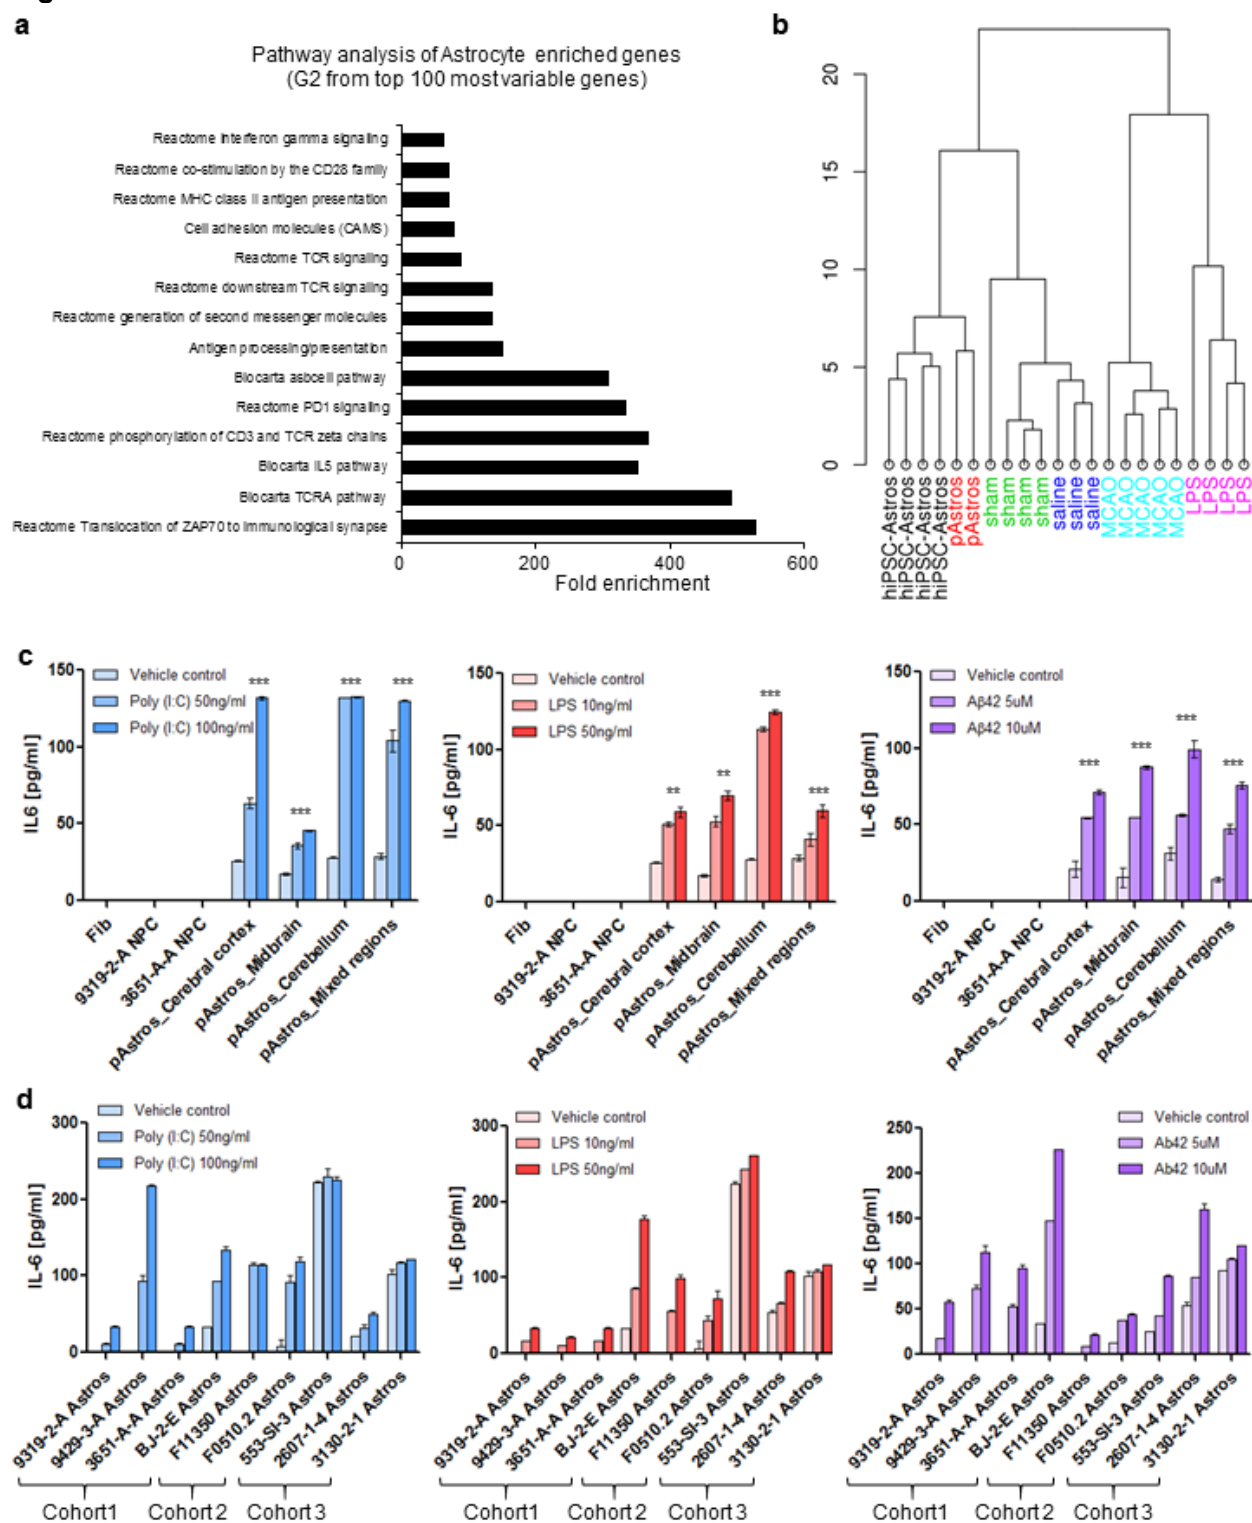 a
Pathway analysis of Astrocyte enriched genes
(G2 from top 100 most variable genes)
Reactome interferon gamma signaling
Reactome co-stimulation by the CD28 family
Reactome MHC class II antigen presentation
Cell adhesion molecules (CAMS)
Reactome TCR signaling
Reactome downstream TCR signaling
Reactome generation of second messenger molecules
Antigen processing/presentation
Biocarta asbcell pathway
Reactome PD1 signaling
Reactome phosphorylation of CD3 and TCR zeta chains
Biocarta IL5 pathway
Biocarta TCRA pathway
Reactome Translocation of ZAP70 to immunological synapse
0 200 400 600
Fold enrichment
b
20
15
10
5
0
hiPSC-Astros
hiPSC-Astros
hiPSC-Astros
hiPSC-Astros
pAstros
pAstros
sham
sham
sham
sham
saline
saline
saline
MCAO
MCAO
MCAO
MCAO
MCAO
LPS
LPS
LPS
LPS
c
IL6 [pg/ml]
150
100
50
0
Vehicle control
Poly (I:C) 50ng/ml
Poly (I:C) 100ng/ml
***
***
***
***
Fib
9319-2-A NPC
3651-A-A NPC
pAstros_Cerebral cortex
pAstros_Midbrain
pAstros_Cerebellum
pAstros_Mixed regions
IL-6 [pg/ml]
150
100
50
0
Vehicle control
LPS 10ng/ml
LPS 50ng/ml
**
**
***
***
Fib
9319-2-A NPC
3651-A-A NPC
pAstros_Cerebral cortex
pAstros_Midbrain
pAstros_Cerebellum
pAstros_Mixed regions
IL-6 [pg/ml]
150
100
50
0
Vehicle control
Aβ42 5uM
Aβ42 10uM
***
***
***
***
Fib
9319-2-A NPC
3651-A-A NPC
pAstros_Cerebral cortex
pAstros_Midbrain
pAstros_Cerebellum
pAstros_Mixed regions
d
IL-6 [pg/ml]
300
200
100
0
Vehicle control
Poly (I:C) 50ng/ml
Poly (I:C) 100ng/ml
9319-2-A Astros
9429-3-A Astros
3651-A-A Astros
BJ-2-E Astros
F11350 Astros
F0510.2 Astros
553-SI-3 Astros
2607-1-4 Astros
3130-2-1 Astros
Cohort1 Cohort2 Cohort3
IL-6 [pg/ml]
300
200
100
0
Vehicle control
LPS 10ng/ml
LPS 50ng/ml
9319-2-A Astros
9429-3-A Astros
3651-A-A Astros
BJ-2-E Astros
F11350 Astros
F0510.2 Astros
553-SI-3 Astros
2607-1-4 Astros
3130-2-1 Astros
Cohort1 Cohort2 Cohort3
IL-6 [pg/ml]
250
200
150
100
50
0
Vehicle control
Ab42 5uM
Ab42 10uM
9319-2-A Astros
9429-3-A Astros
3651-A-A Astros
BJ-2-E Astros
F11350 Astros
F0510.2 Astros
553-SI-3 Astros
2607-1-4 Astros
3130-2-1 Astros
Cohort1 Cohort2 Cohort3